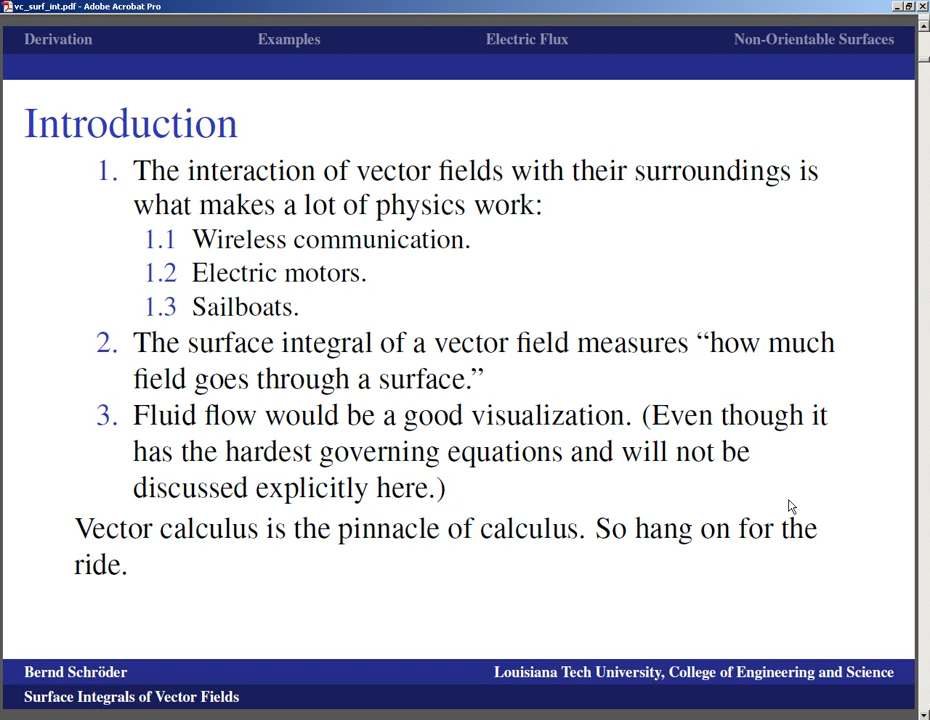 vc_surf_int.pdf - Adobe Acrobat Pro
Derivation Examples Electric Flux Non-Orientable Surfaces
Introduction
1. The interaction of vector fields with their surroundings is
what makes a lot of physics work:
1.1 Wireless communication.
1.2 Electric motors.
1.3 Sailboats.
2. The surface integral of a vector field measures “how much
field goes through a surface.”
3. Fluid flow would be a good visualization. (Even though it
has the hardest governing equations and will not be
discussed explicitly here.)
Vector calculus is the pinnacle of calculus. So hang on for the
ride.
Bernd Schröder Louisiana Tech University, College of Engineering and Science
Surface Integrals of Vector Fields